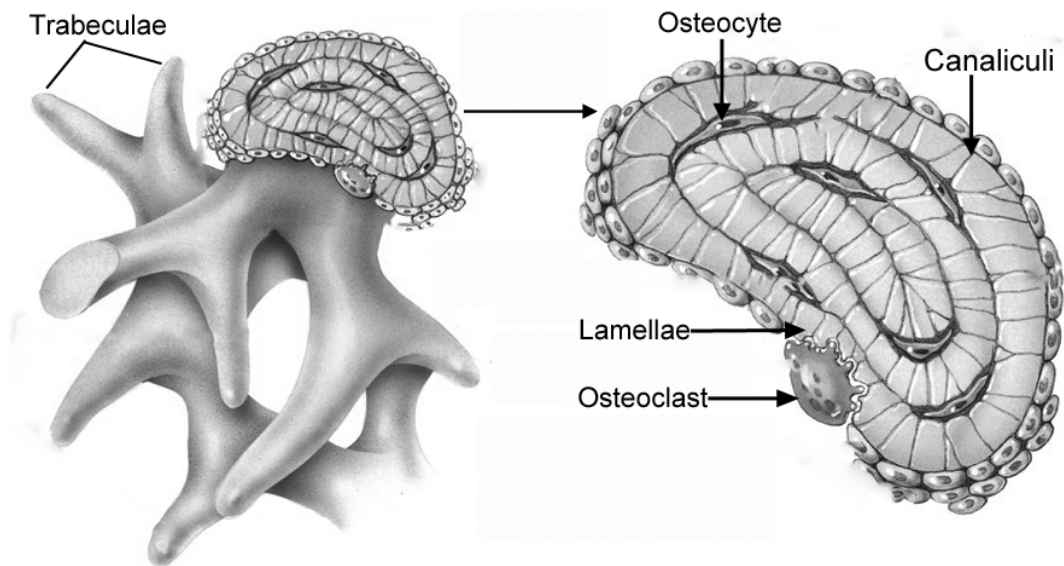 Trabeculae
Osteocyte
Canaliculi
Lamellae
Osteoclast